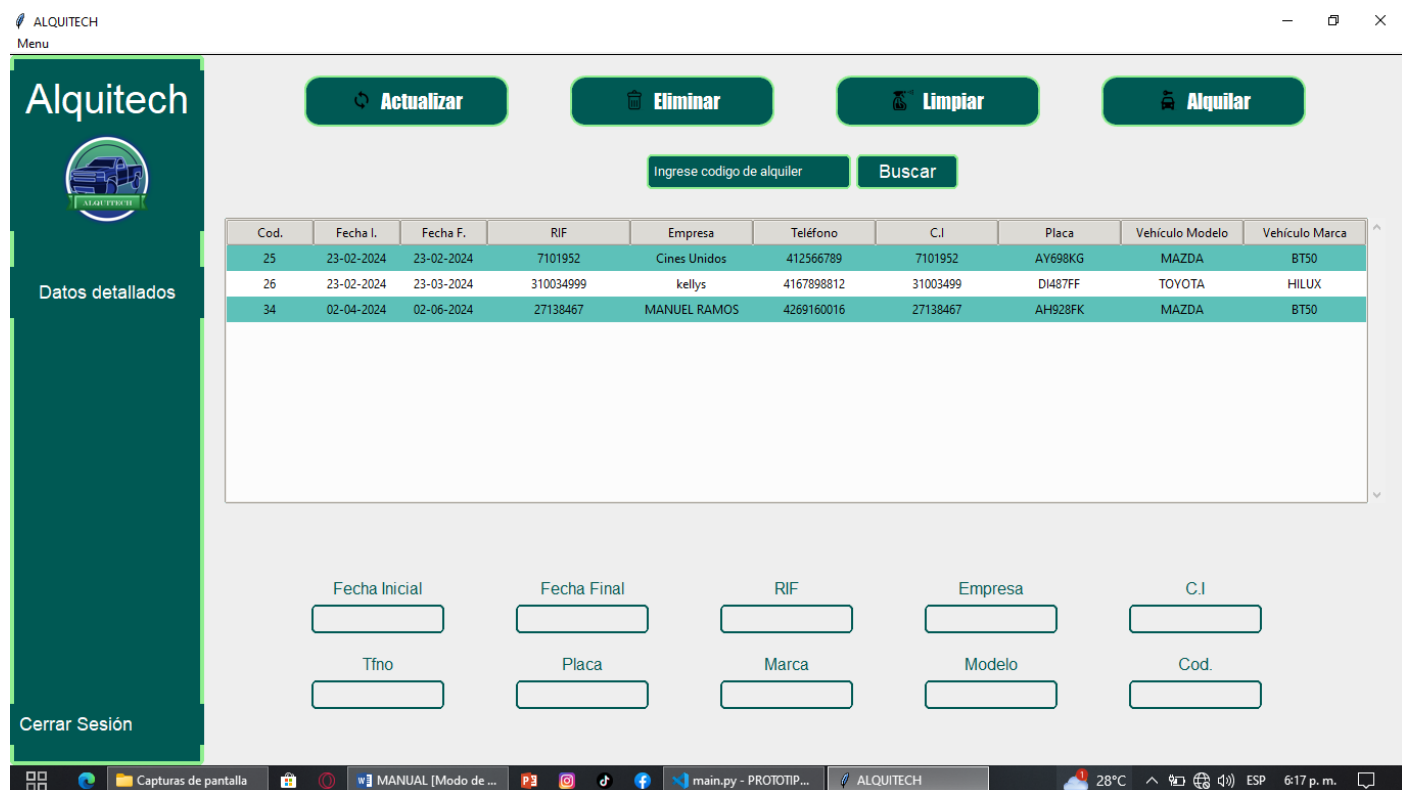 ALQUITECH
Menu
Alquitech
ALQUITECH
Actualizar Eliminar Limpiar Alquilar
Ingrese codigo de alquiler Buscar
Cod. Fecha I. Fecha F. RIF Empresa Teléfono C.I Placa Vehículo Modelo Vehículo Marca
25 23-02-2024 23-02-2024 7101952 Cines Unidos 412566789 7101952 AY698KG MAZDA BT50
26 23-02-2024 23-03-2024 310034999 kellys 4167898812 31003499 DI487FF TOYOTA HILUX
34 02-04-2024 02-06-2024 27138467 MANUEL RAMOS 4269160016 27138467 AH928FK MAZDA BT50
Datos detallados
Fecha Inicial Fecha Final RIF Empresa C.I
Tfno Placa Marca Modelo Cod.
Cerrar Sesión
Capturas de pantalla MANUAL [Modo de ... main.py - PROTOTIP... ALQUITECH 1 28°C ESP 6:17 p. m.